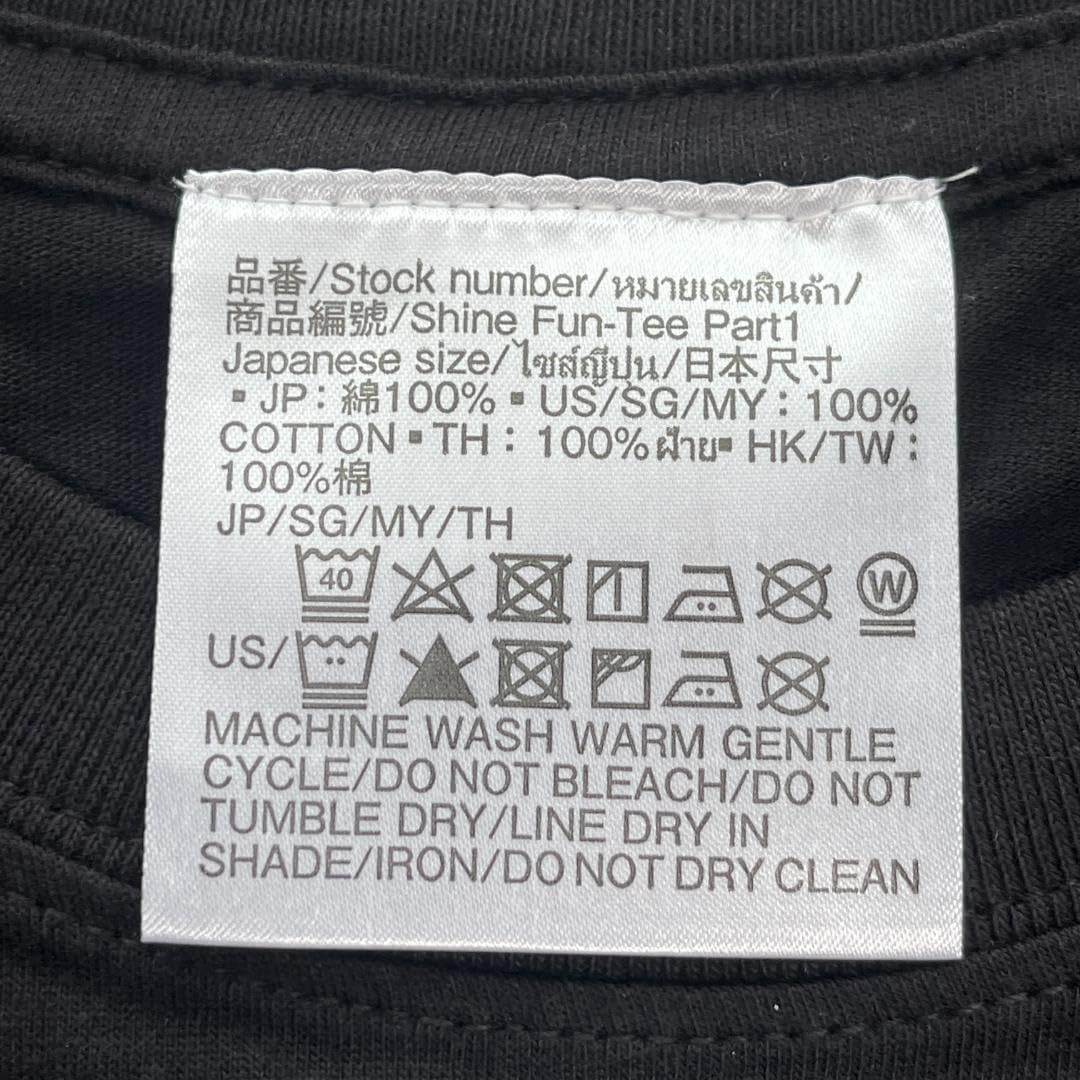 品番/Stock number/หมายเลขสินค้า/
商品編號/Shine Fun-Tee Part1
Japanese size/ไซส์ญี่ปุ่น/日本尺寸
▪JP：綿100%▪US/SG/MY：100%
COTTON▪TH：100%ฝ้าย▪HK/TW：
100%棉
JP/SG/MY/TH
40
W
US/
MACHINE WASH WARM GENTLE
CYCLE/DO NOT BLEACH/DO NOT
TUMBLE DRY/LINE DRY IN
SHADE/IRON/DO NOT DRY CLEAN